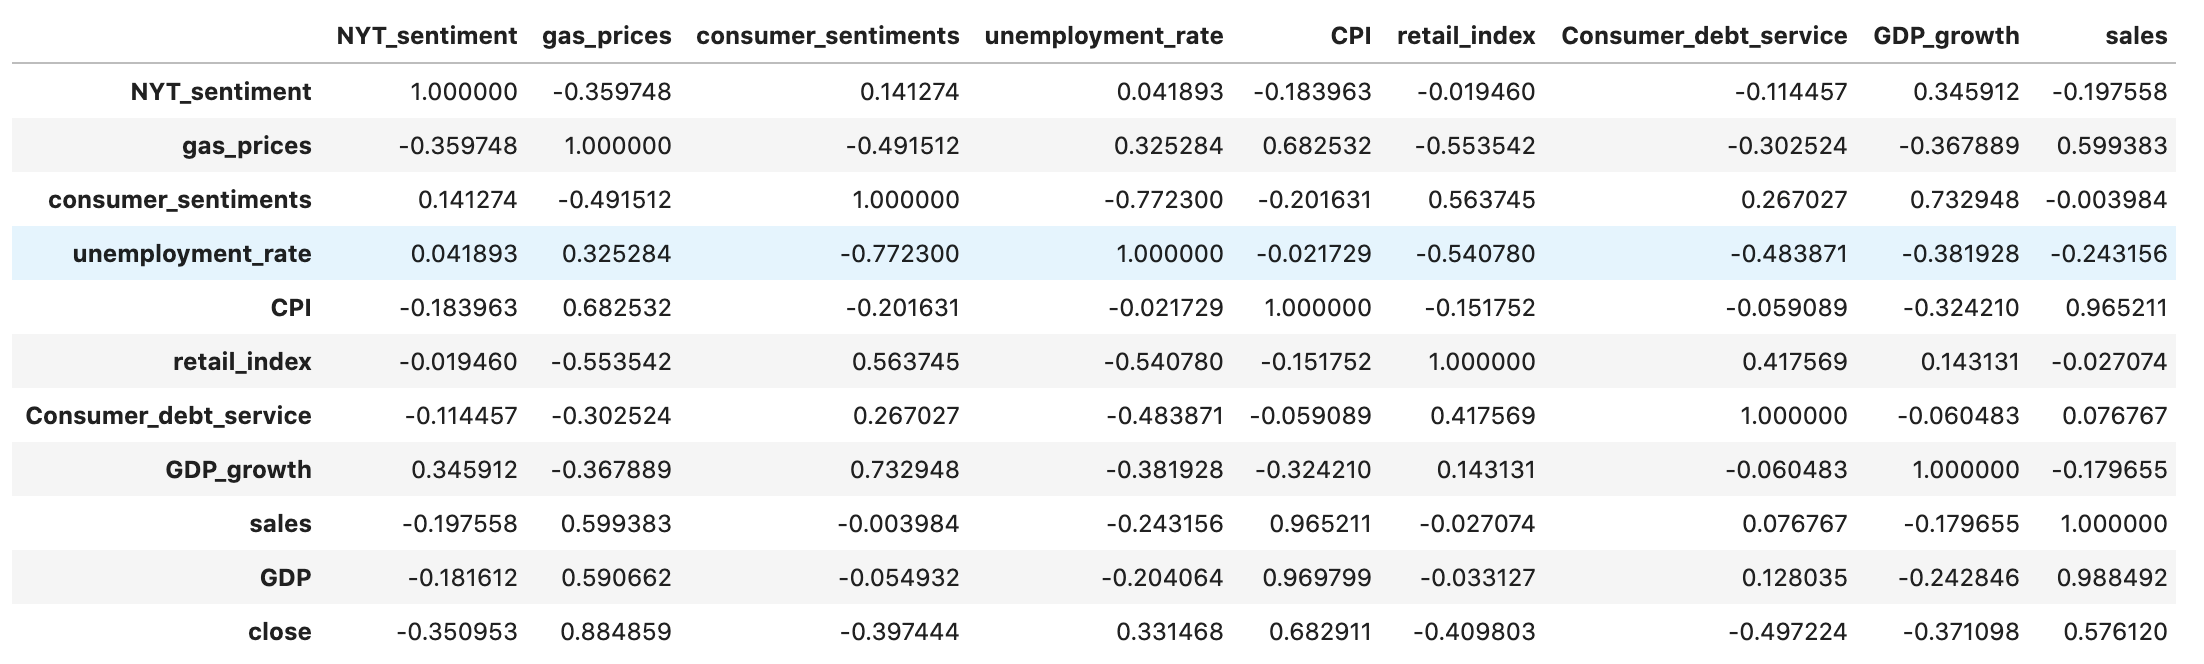 NYT_sentiment gas_prices consumer_sentiments unemployment_rate CPI retail_index Consumer_debt_service GDP_growth sales
NYT_sentiment 1.000000 -0.359748 0.141274 0.041893 -0.183963 -0.019460 -0.114457 0.345912 -0.197558
gas_prices -0.359748 1.000000 -0.491512 0.325284 0.682532 -0.553542 -0.302524 -0.367889 0.599383
consumer_sentiments 0.141274 -0.491512 1.000000 -0.772300 -0.201631 0.563745 0.267027 0.732948 -0.003984
unemployment_rate 0.041893 0.325284 -0.772300 1.000000 -0.021729 -0.540780 -0.483871 -0.381928 -0.243156
CPI -0.183963 0.682532 -0.201631 -0.021729 1.000000 -0.151752 -0.059089 -0.324210 0.965211
retail_index -0.019460 -0.553542 0.563745 -0.540780 -0.151752 1.000000 0.417569 0.143131 -0.027074
Consumer_debt_service -0.114457 -0.302524 0.267027 -0.483871 -0.059089 0.417569 1.000000 -0.060483 0.076767
GDP_growth 0.345912 -0.367889 0.732948 -0.381928 -0.324210 0.143131 -0.060483 1.000000 -0.179655
sales -0.197558 0.599383 -0.003984 -0.243156 0.965211 -0.027074 0.076767 -0.179655 1.000000
GDP -0.181612 0.590662 -0.054932 -0.204064 0.969799 -0.033127 0.128035 -0.242846 0.988492
close -0.350953 0.884859 -0.397444 0.331468 0.682911 -0.409803 -0.497224 -0.371098 0.576120